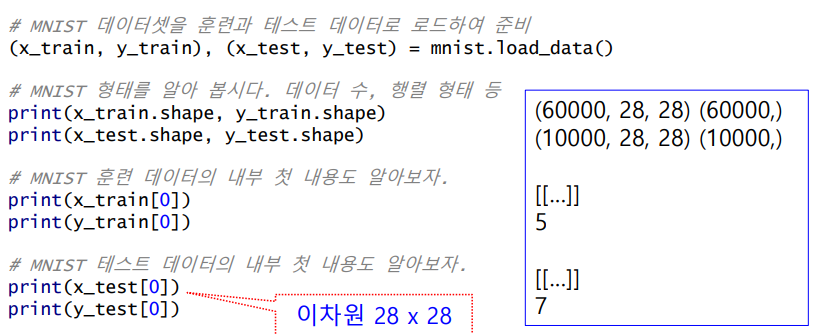 # MNIST 데이터셋을 훈련과 테스트 데이터로 로드하여 준비
(x_train, y_train), (x_test, y_test) = mnist.load_data()
# MNIST 형태를 알아 봅시다. 데이터 수, 행렬 형태 등
print(x_train.shape, y_train.shape)
print(x_test.shape, y_test.shape)
# MNIST 훈련 데이터의 내부 첫 내용도 알아보자.
print(x_train[0])
print(y_train[0])
# MNIST 테스트 데이터의 내부 첫 내용도 알아보자.
print(x_test[0])
print(y_test[0])
이차원 28 x 28
(60000, 28, 28) (60000,)
(10000, 28, 28) (10000,)
[[...]]
5
[[...]]
7